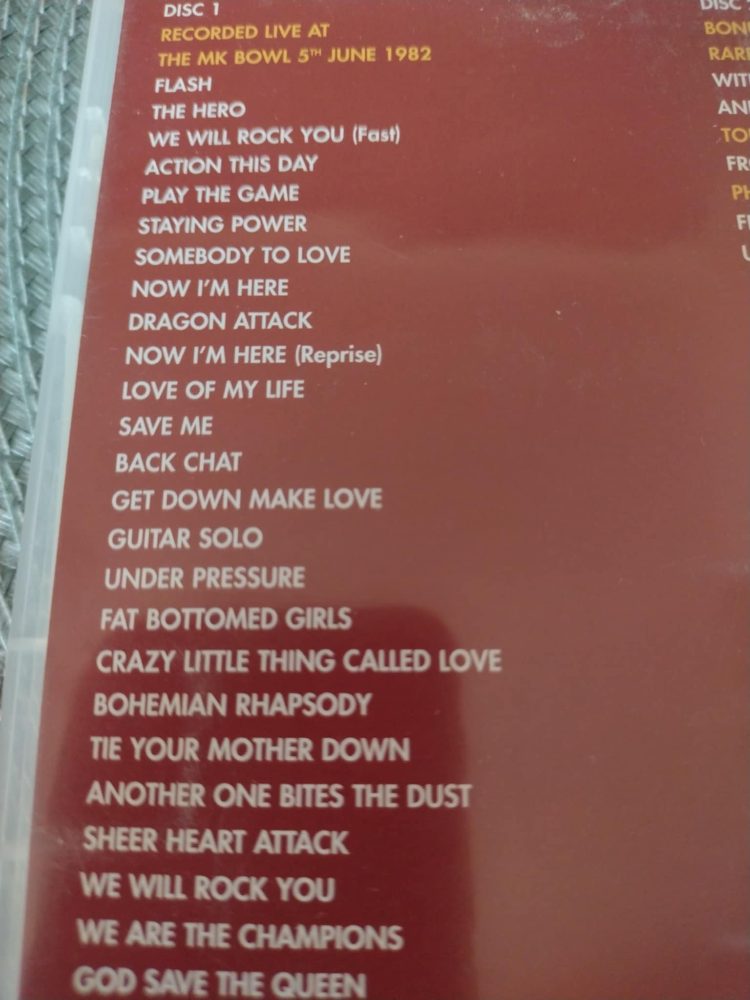 DISC 1
RECORDED LIVE AT
THE MK BOWL 5TH JUNE 1982
FLASH
THE HERO
WE WILL ROCK YOU (Fast)
ACTION THIS DAY
PLAY THE GAME
STAYING POWER
SOMEBODY TO LOVE
NOW I'M HERE
DRAGON ATTACK
NOW I'M HERE (Reprise)
LOVE OF MY LIFE
SAVE ME
BACK CHAT
GET DOWN MAKE LOVE
GUITAR SOLO
UNDER PRESSURE
FAT BOTTOMED GIRLS
CRAZY LITTLE THING CALLED LOVE
BOHEMIAN RHAPSODY
TIE YOUR MOTHER DOWN
ANOTHER ONE BITES THE DUST
SHEER HEART ATTACK
WE WILL ROCK YOU
WE ARE THE CHAMPIONS
GOD SAVE THE QUEEN
DISC